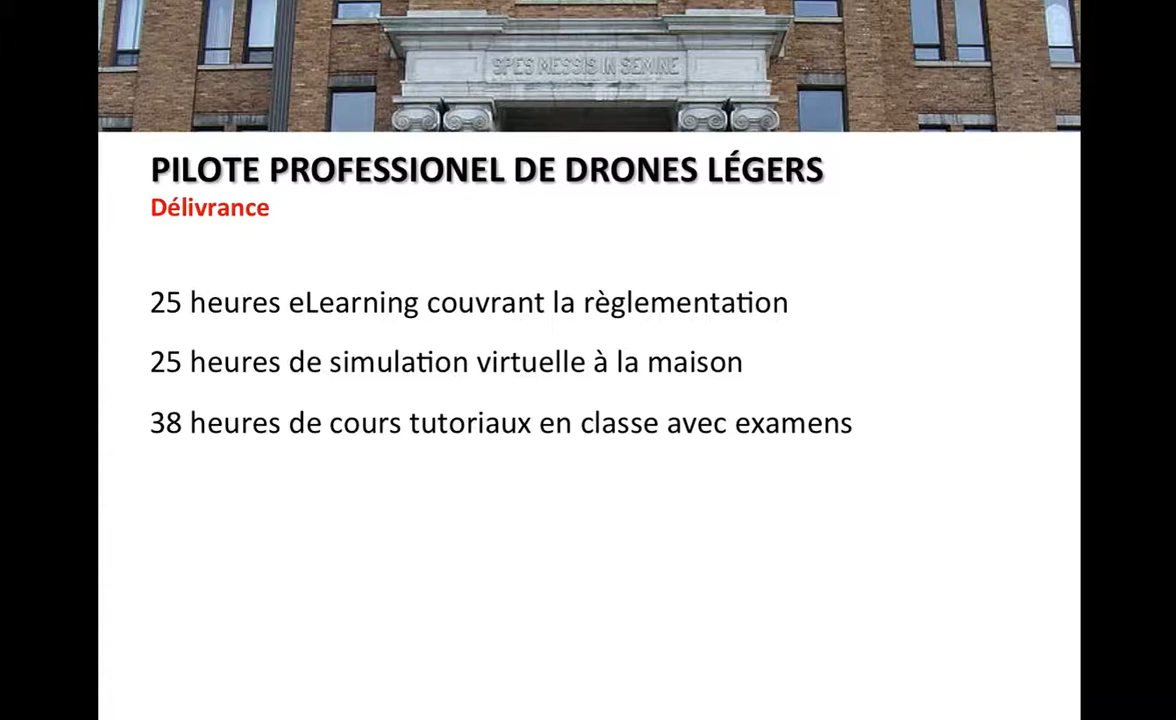 SPES MESSIS IN SEMINE
PILOTE PROFESSIONEL DE DRONES LÉGERS
Délivrance
25 heures eLearning couvrant la règlementation
25 heures de simulation virtuelle à la maison
38 heures de cours tutoriaux en classe avec examens